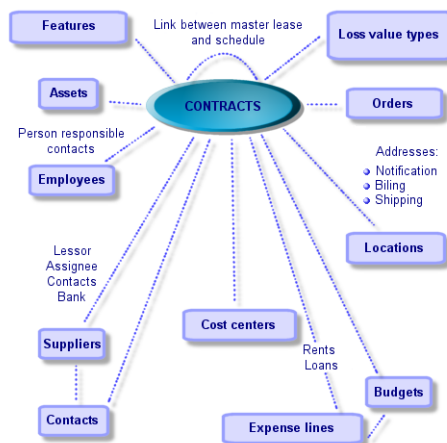 Features
Link between master lease
and schedule
Loss value types
Assets
CONTRACTS
Orders
Person responsible
contacts
Employees
Addresses:
Notification
Biling
Shipping
Locations
Lessor
Assignee
Contacts
Bank
Suppliers
Cost centers
Rents
Loans
Budgets
Contacts
Expense lines